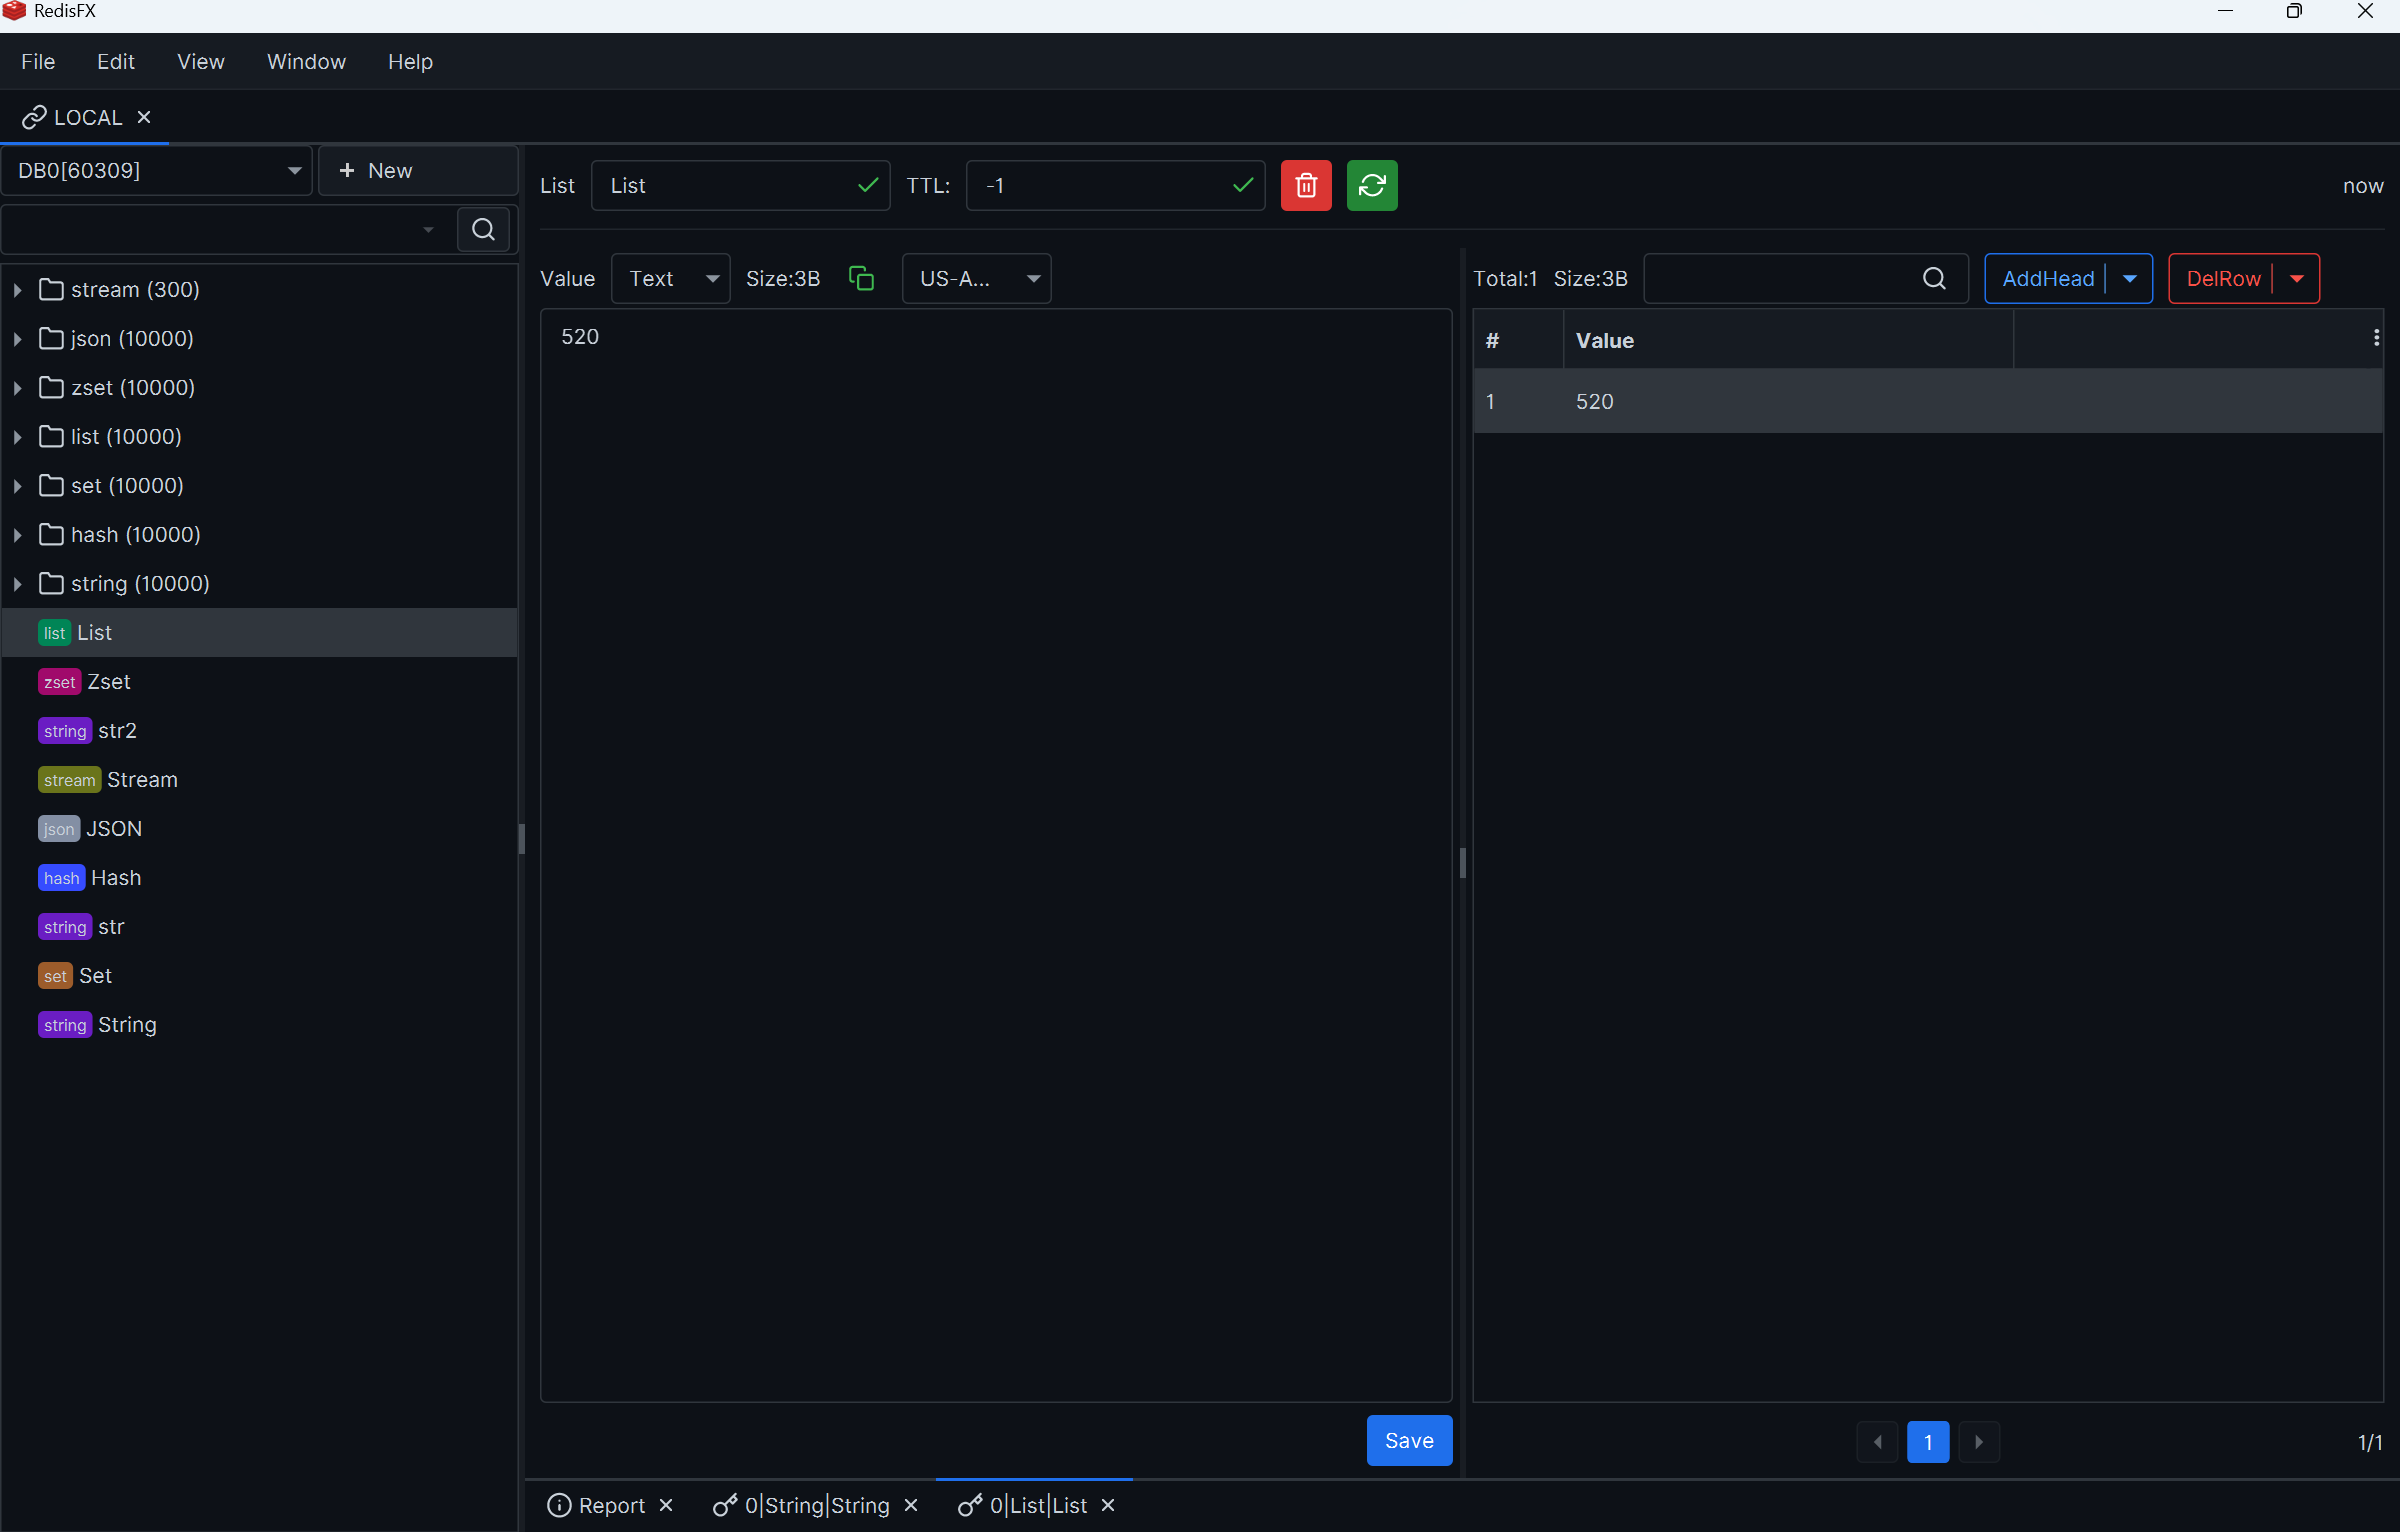 RedisFX
File Edit View Window Help
LOCAL
DB0[60309] New
stream (300)
json (10000)
zset (10000)
list (10000)
set (10000)
hash (10000)
string (10000)
list List
zset Zset
string str2
stream Stream
json JSON
hash Hash
string str
set Set
string String
List List TTL: -1 now
Value Text Size:3B US-A...
520
Save
Total:1 Size:3B AddHead DelRow
# Value
1 520
1 1/1
Report 0|String|String 0|List|List